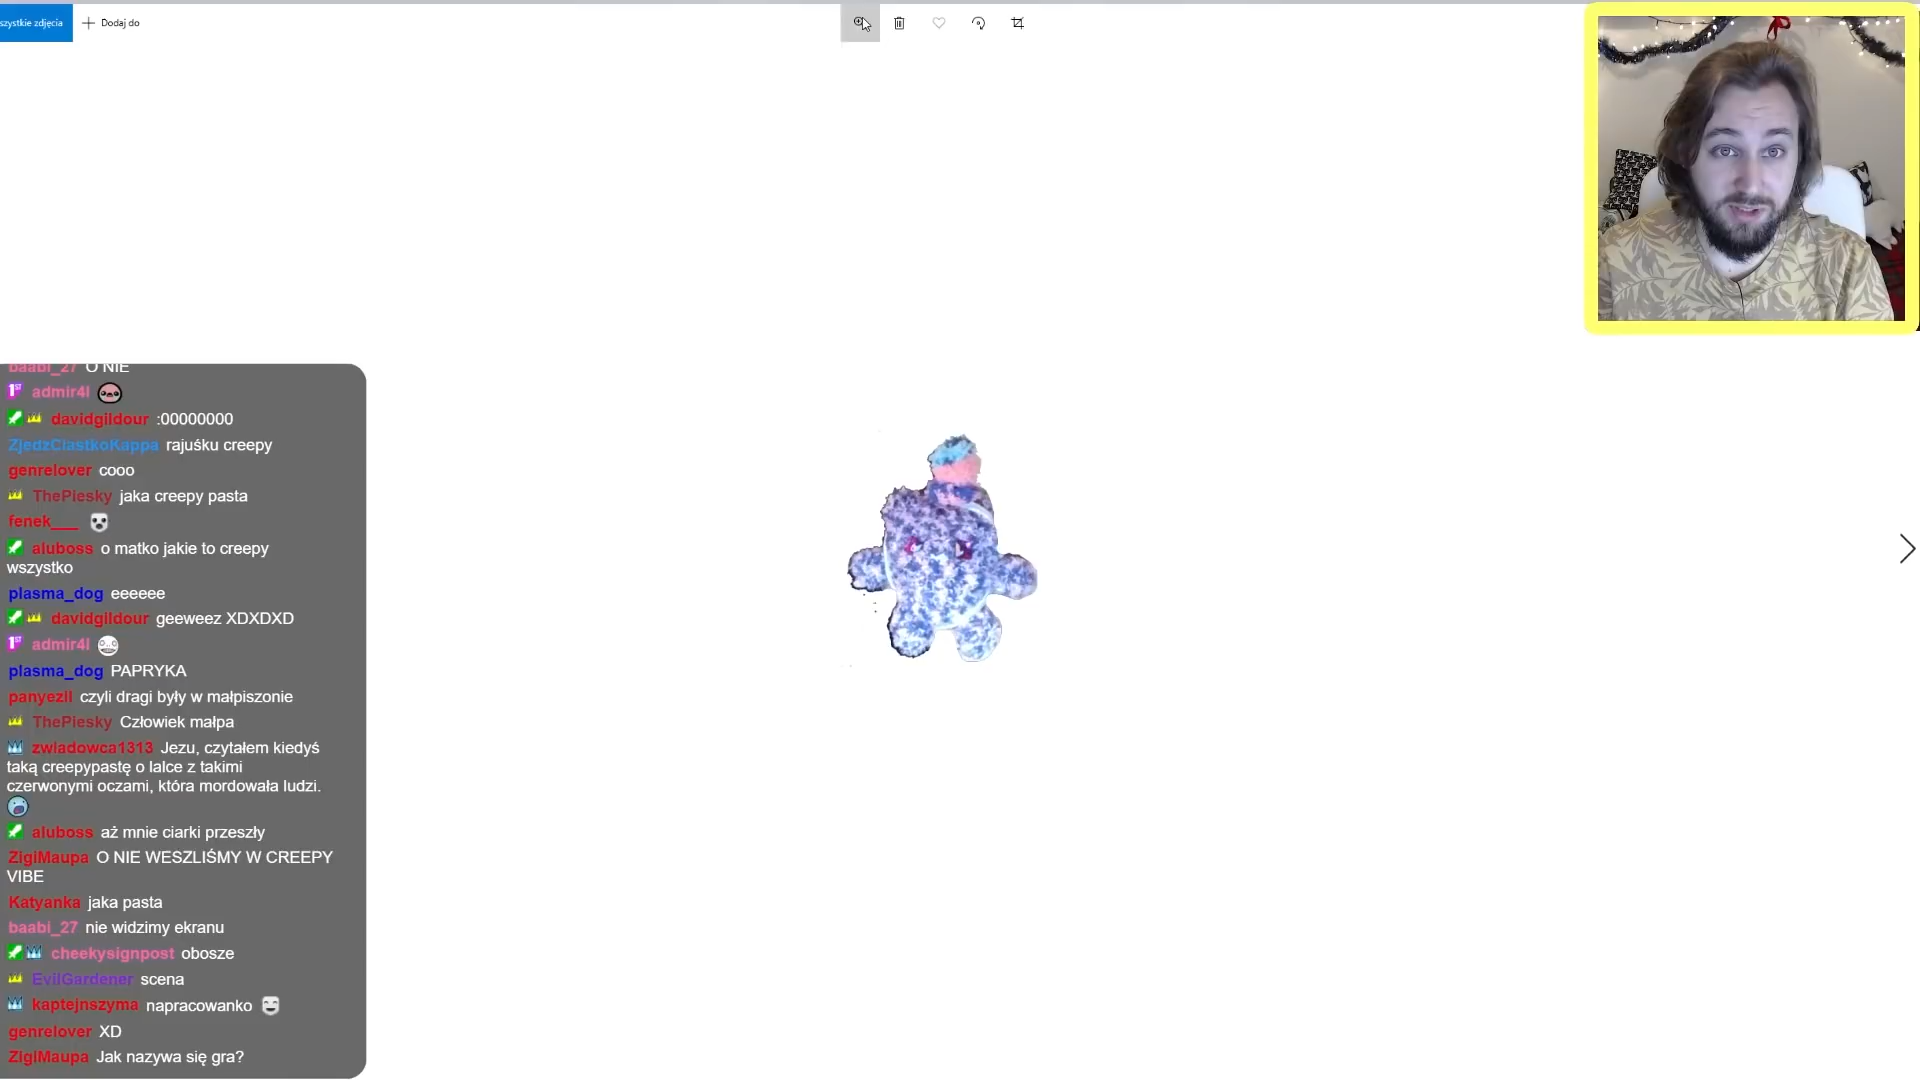 szystkie zdjęcia
Dodaj do
baabi_27 O NIE
admir4l
davidgildour :00000000
ZjedzCiastkoKappa rajuśku creepy
genrelover cooo
ThePiesky jaka creepy pasta
fenek___
aluboss o matko jakie to creepy
wszystko
plasma_dog eeeeee
davidgildour geeweez XDXDXD
admir4l
plasma_dog PAPRYKA
panyezII czyli dragi były w małpiszonie
ThePiesky Człowiek małpa
zwiadowca1313 Jezu, czytałem kiedyś
taką creepypastę o lalce z takimi
czerwonymi oczami, która mordowała ludzi.
aluboss aż mnie ciarki przeszły
ZigiMaupa O NIE WESZLIŚMY W CREEPY
VIBE
Katyanka jaka pasta
baabi_27 nie widzimy ekranu
cheekysignpost obosze
EvilGardener scena
kaptejnszyma napracowanko
genrelover XD
ZigiMaupa Jak nazywa się gra?